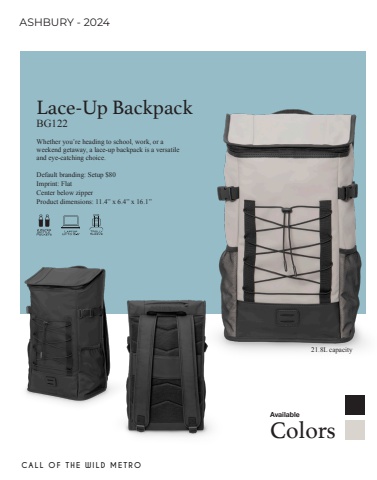 ASHBURY - 2024
Lace-Up Backpack
BG122
Whether you're heading to school, work, or a
weekend getaway, a lace-up backpack is a versatile
and eye-catching choice.
Default branding: Setup $80
Imprint: Flat
Center below zipper
Product dimensions: 11.4" x 6.4" x 16.1"
21.8L capacity
Available
Colors
CALL OF THE WILD METRO